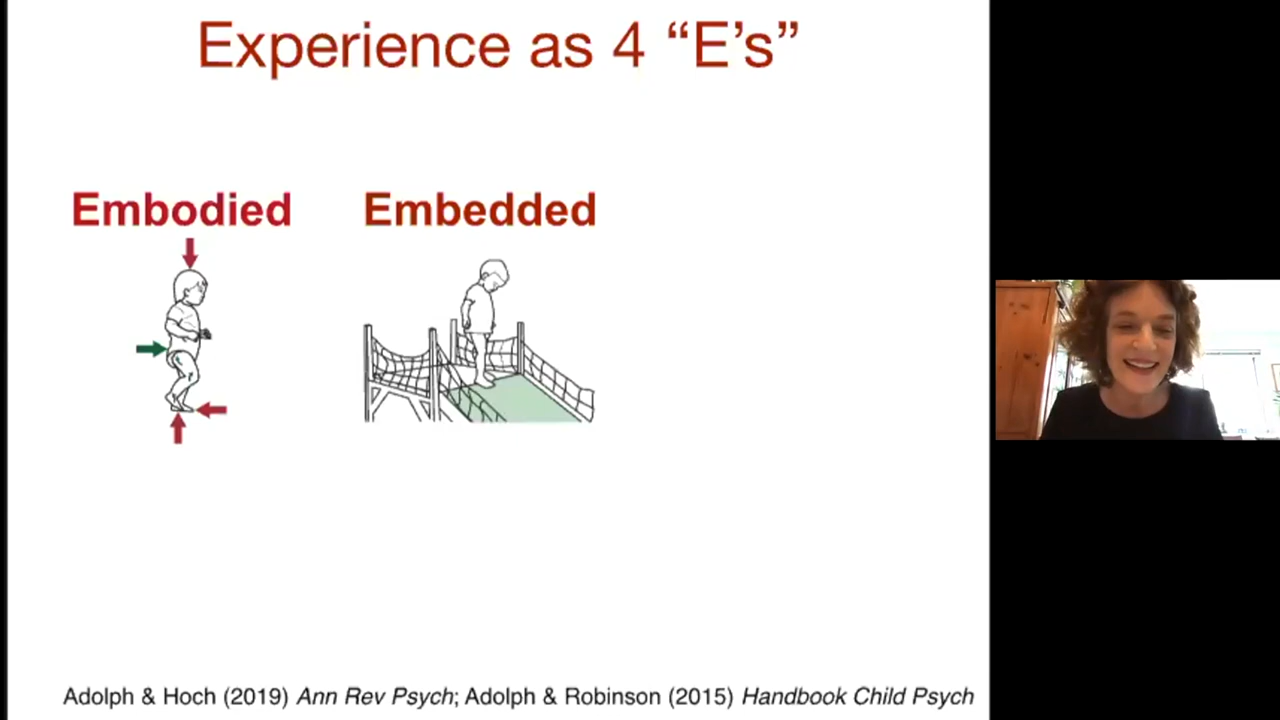 Experience as 4 “E’s”
Embodied Embedded
Adolph & Hoch (2019) Ann Rev Psych; Adolph & Robinson (2015) Handbook Child Psych